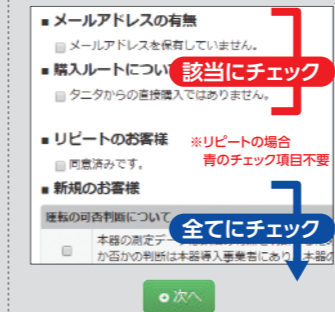 ■ メールアドレスの有無
メールアドレスを保有していません。
■ 購入ルートについ
該当にチェック
タニタからの直接購入ではありません。
■ リピートのお客様
※リピートの場合
青のチェック項目不要
同意済みです。
■ 新規のお客様
運転の可否判断について
全てにチェック
本器の測定デー
か否かの判断は本器導入事業者にあり 本器の
次へ